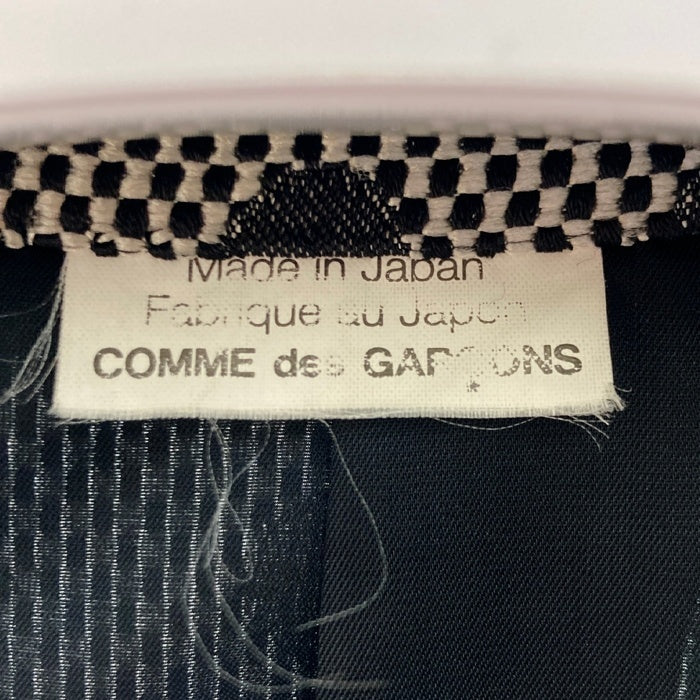 Made in Japan
Fabrique au Japon
COMME des GARÇONS